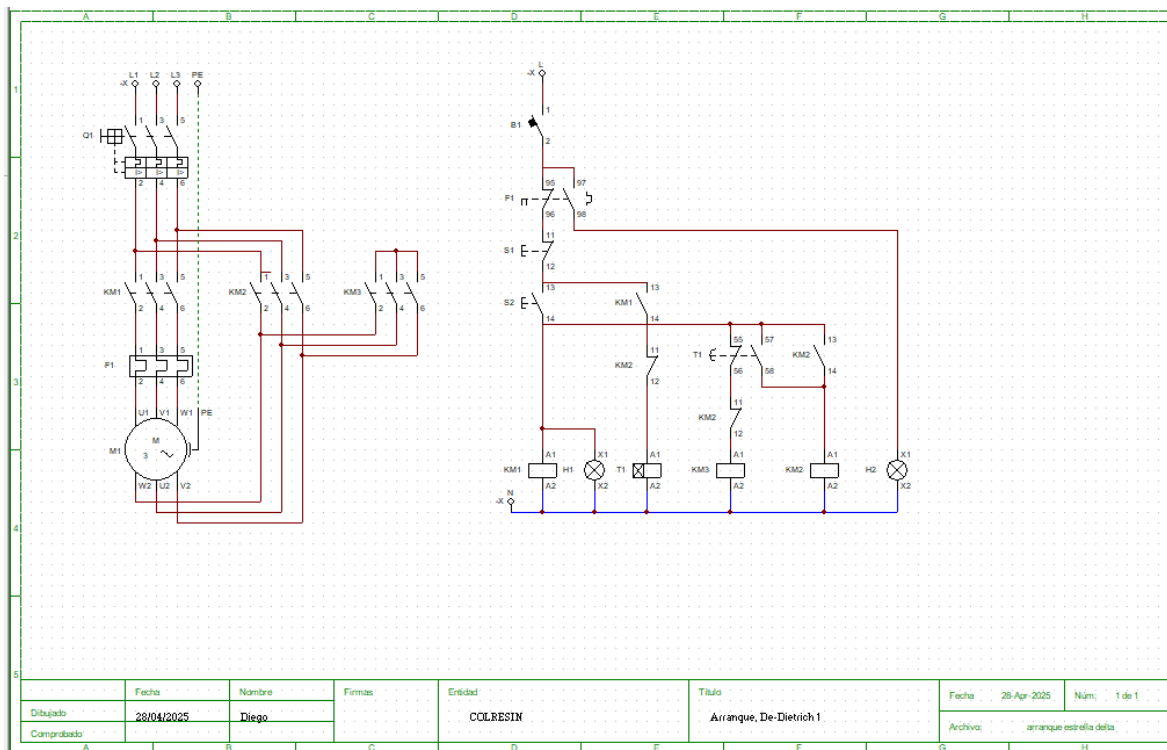 A B C D E F G H
1
2
3
4
5
L1 L2 L3 PE
-X
Q1
1 3 5
I> I> I>
2 4 6
KM1
1 3 5
2 4 6
KM2
1 3 5
2 4 6
KM3
1 3 5
2 4 6
F1
1 3 5
2 4 6
U1 V1 W1 PE
M1
M
3
W2 U2 V2
L
-X
B1
1
2
F1
95 97
96 98
S1
11
12
S2
13
14
KM1
13
14
KM2
11
12
T1
55 57
56 58
KM2
13
14
KM2
11
12
KM1 A1 A2
H1 X1 X2
T1 A1 A2
KM3 A1 A2
KM2 A1 A2
H2 X1 X2
N
-X
Fecha Nombre Firmas Entidad Título
Dibujado 28/04/2025 Diego COLRESIN Arranque, De-Dietrich 1
Comprobado
Fecha 28-Apr-2025 Núm: 1 de 1
Archivo: arranque estrella delta
A B C D E F G H